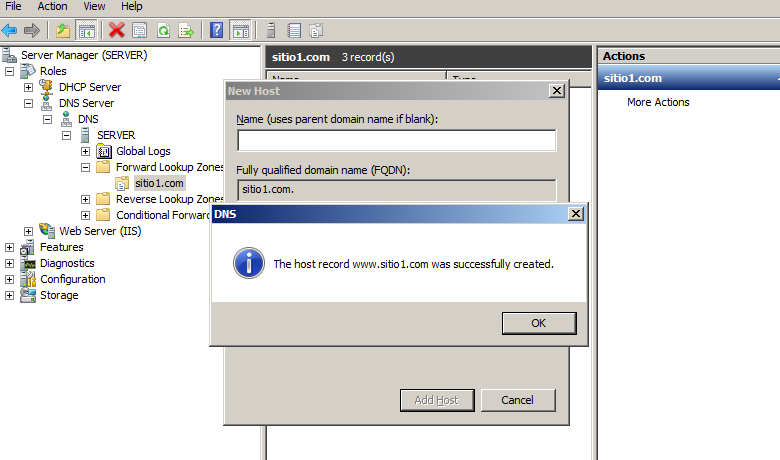 File Action View Help
Server Manager (SERVER)
Roles
DHCP Server
DNS Server
DNS
SERVER
Global Logs
Forward Lookup Zones
sitio1.com
Reverse Lookup Zones
Conditional Forward
Web Server (IIS)
Features
Diagnostics
Configuration
Storage
sitio1.com 3 record(s)
Name Type
New Host
Name (uses parent domain name if blank):
Fully qualified domain name (FQDN):
sitio1.com.
DNS
The host record www.sitio1.com was successfully created.
OK
Add Host Cancel
Actions
sitio1.com
More Actions